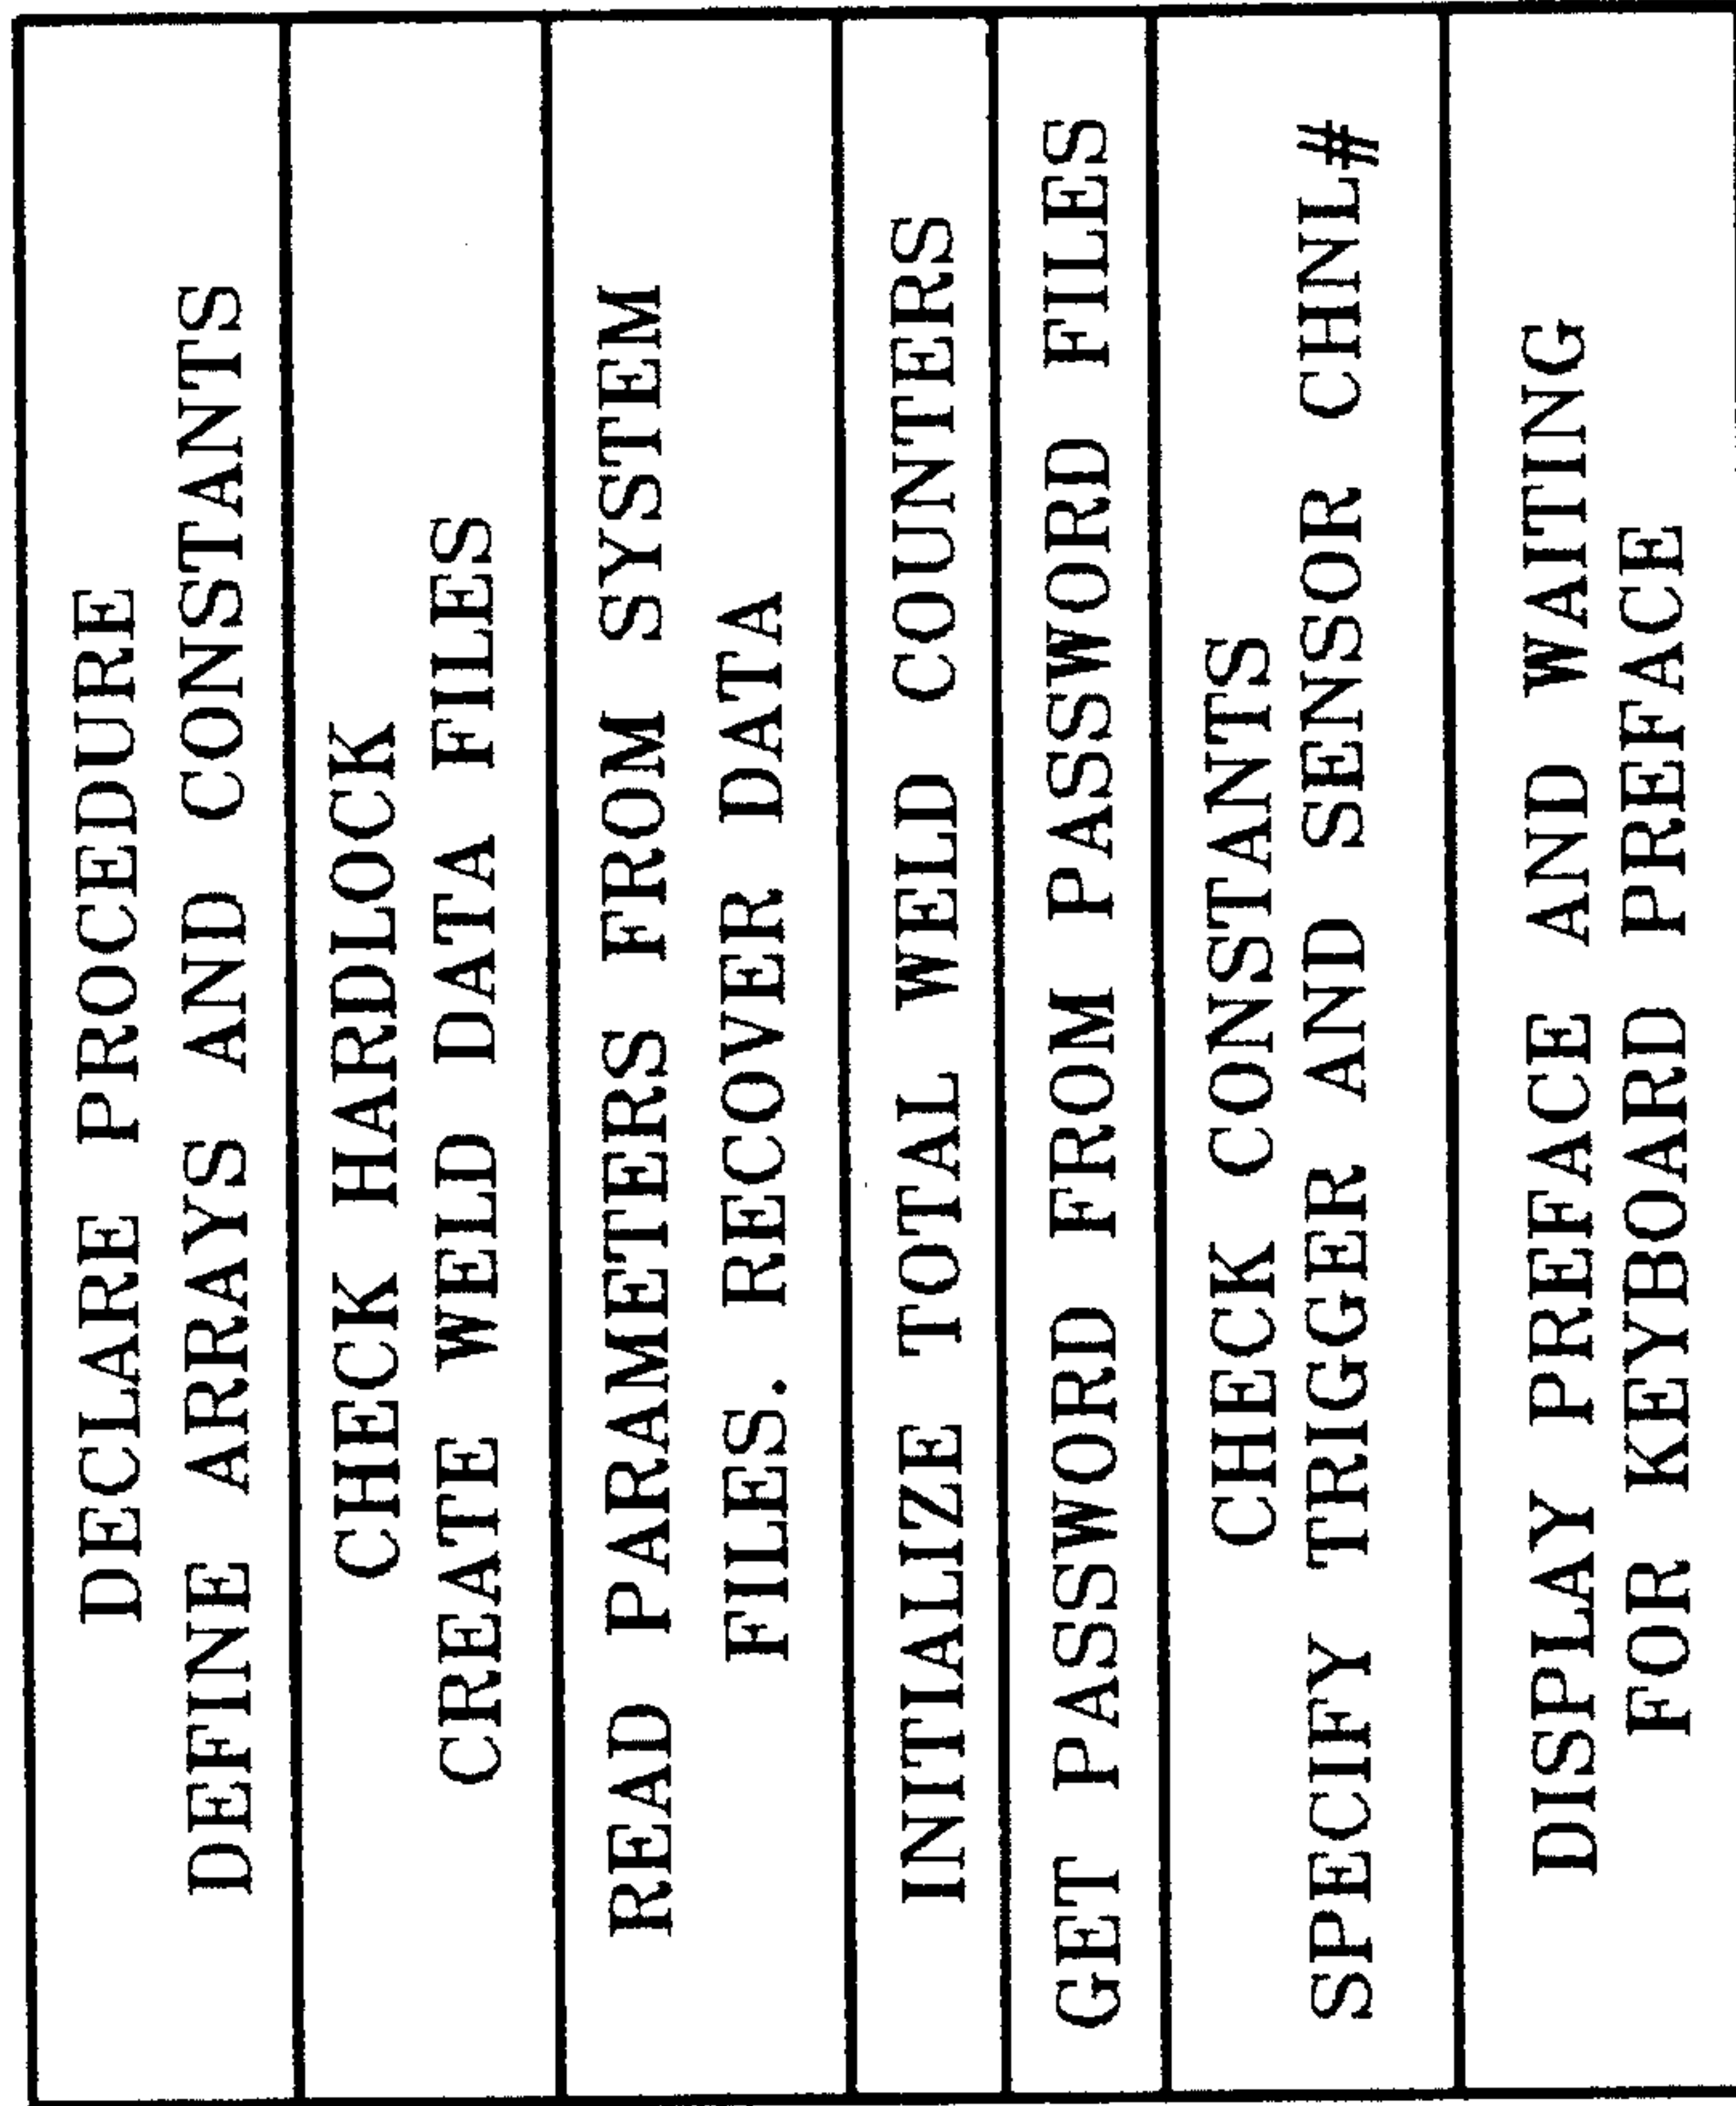 DECLARE PROCEDURE
DEFINE ARRAYS AND CONSTANTS
CHECK HARDLOCK
CREATE WELD DATA FILES
READ PARAMETERS FROM SYSTEM
FILES. RECOVER DATA
INITIALIZE TOTAL WELD COUNTERS
GET PASSWORD FROM PASSWORD FILES
CHECK CONSTANTS
SPECIFY TRIGGER AND SENSOR CHNL#
DISPLAY PREFACE AND WAITING
FOR KEYBOARD PREFACE